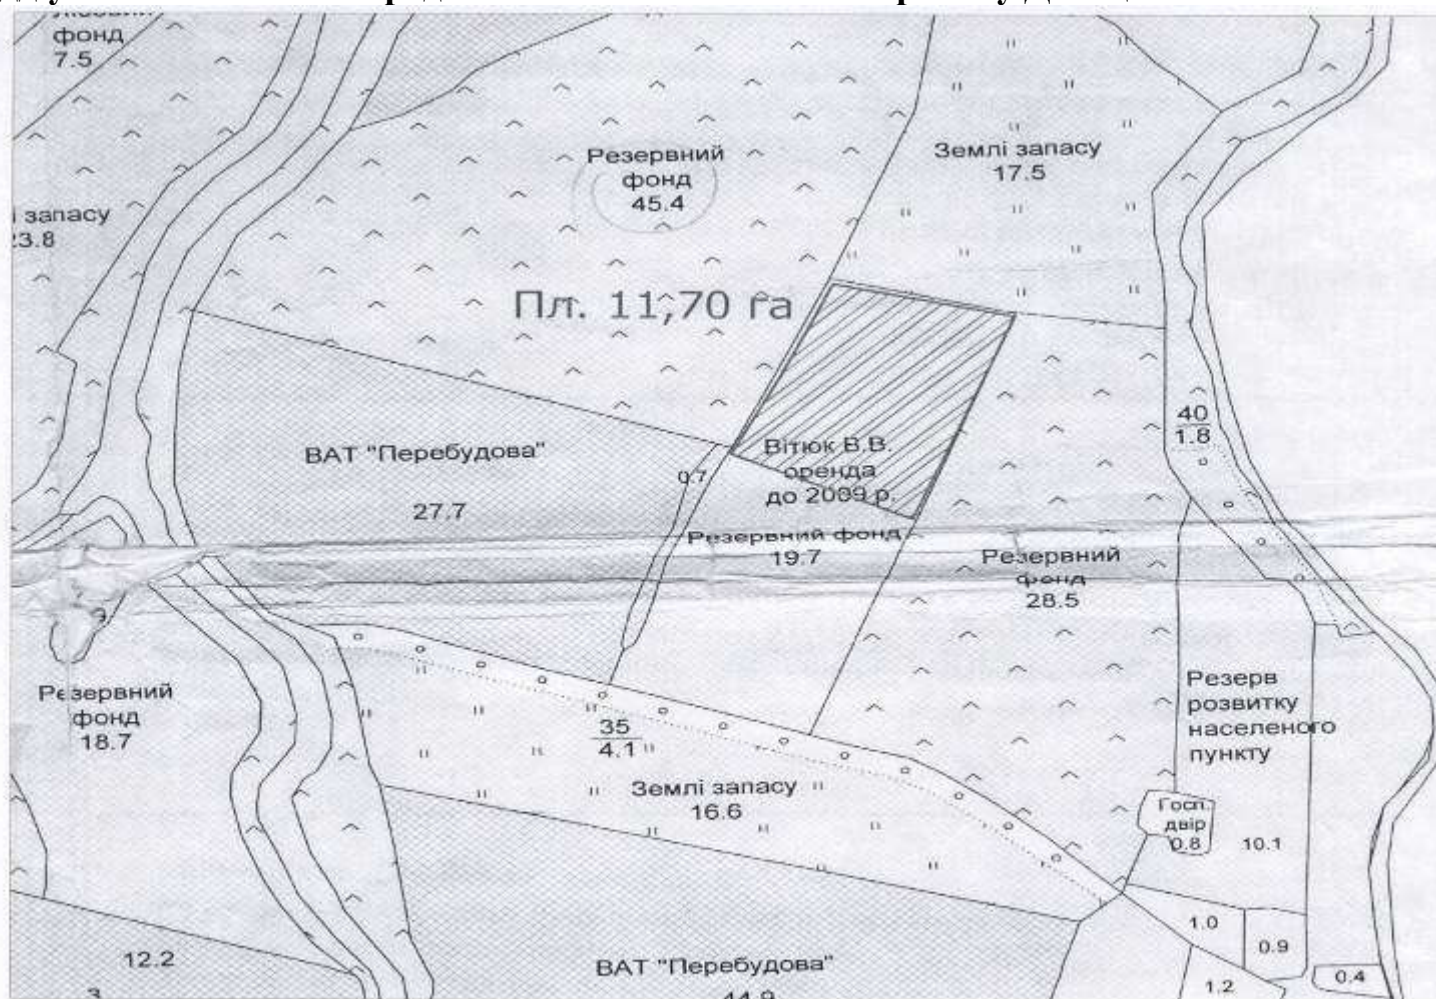 фонд
7.5
Резервний
фонд
45.4
Землі запасу
17.5
і запасу
23.8
Пл. 11,70 га
40
1.8
ВАТ "Перебудова"
27.7
0.7
Вітюк В.В.
оренда
до 2009 р.
Резервний фонд
19.7
Резервний
фонд
28.5
Резервний
фонд
18.7
Резерв
розвитку
населеного
пункту
35
4.1
Землі запасу
16.6
Госп.
двір
0.8
10.1
1.0
0.9
12.2
ВАТ "Перебудова"
44.9
1.2
0.4
3